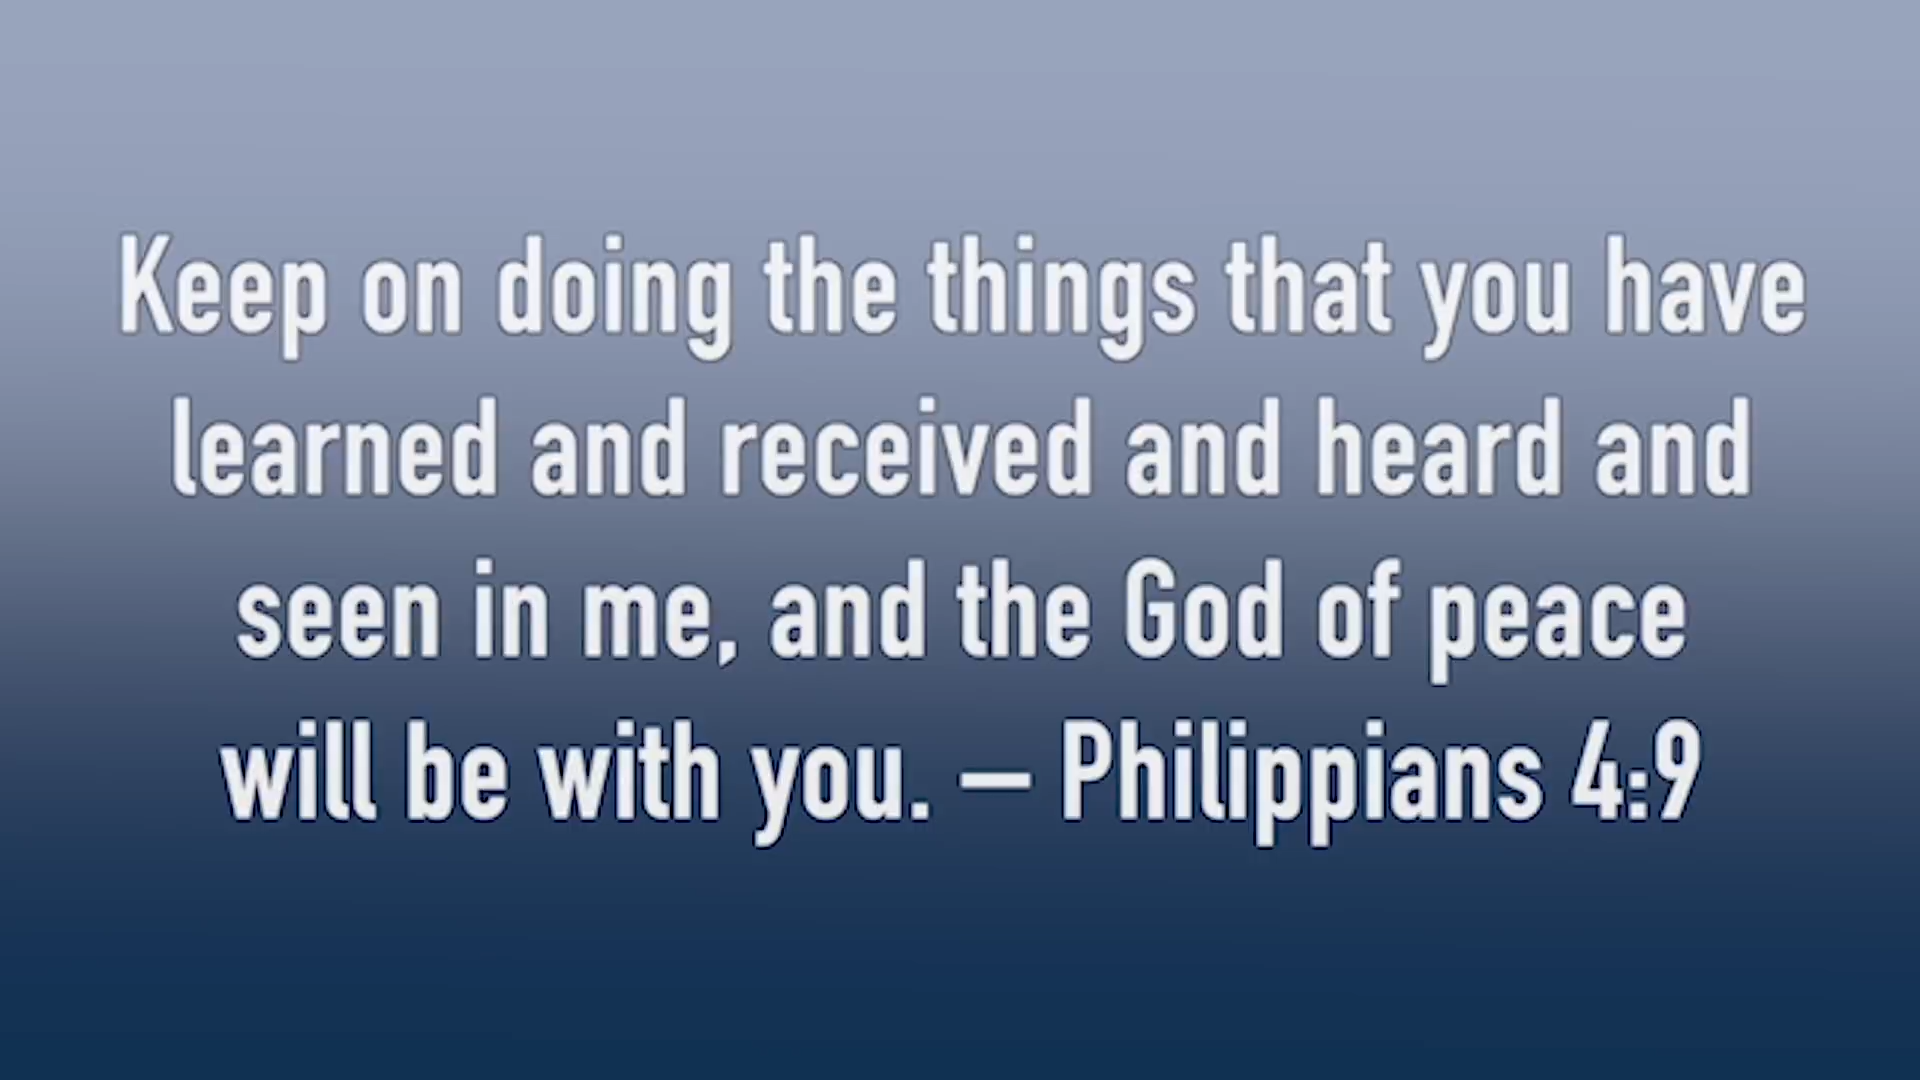 Keep on doing the things that you have
learned and received and heard and
seen in me, and the God of peace
will be with you. – Philippians 4:9